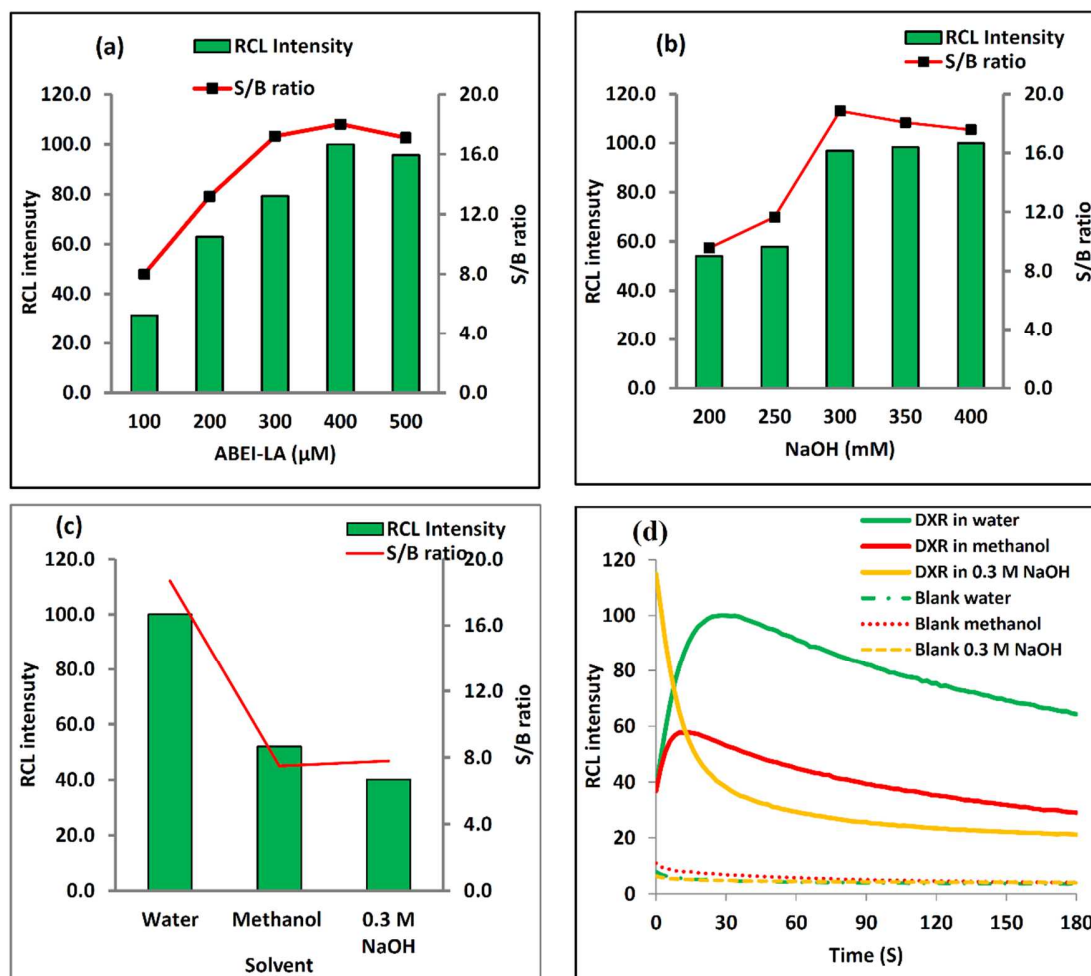 (a)
RCL Intensity
S/B ratio
120.0
100.0
80.0
60.0
40.0
20.0
0.0
RCL intensuty
20.0
16.0
12.0
8.0
4.0
0.0
S/B ratio
100 200 300 400 500
ABEI-LA (µM)
(b)
RCL Intensity
S/B ratio
120.0
100.0
80.0
60.0
40.0
20.0
0.0
RCL intensuty
20.0
16.0
12.0
8.0
4.0
0.0
S/B ratio
200 250 300 350 400
NaOH (mM)
(c)
RCL Intensity
S/B ratio
120.0
100.0
80.0
60.0
40.0
20.0
0.0
RCL intensuty
20.0
16.0
12.0
8.0
4.0
0.0
S/B ratio
Water Methanol 0.3 M
NaOH
Solvent
(d)
DXR in water
DXR in methanol
DXR in 0.3 M NaOH
Blank water
Blank methanol
Blank 0.3 M NaOH
120
100
80
60
40
20
0
RCL intensuty
0 30 60 90 120 150 180
Time (S)